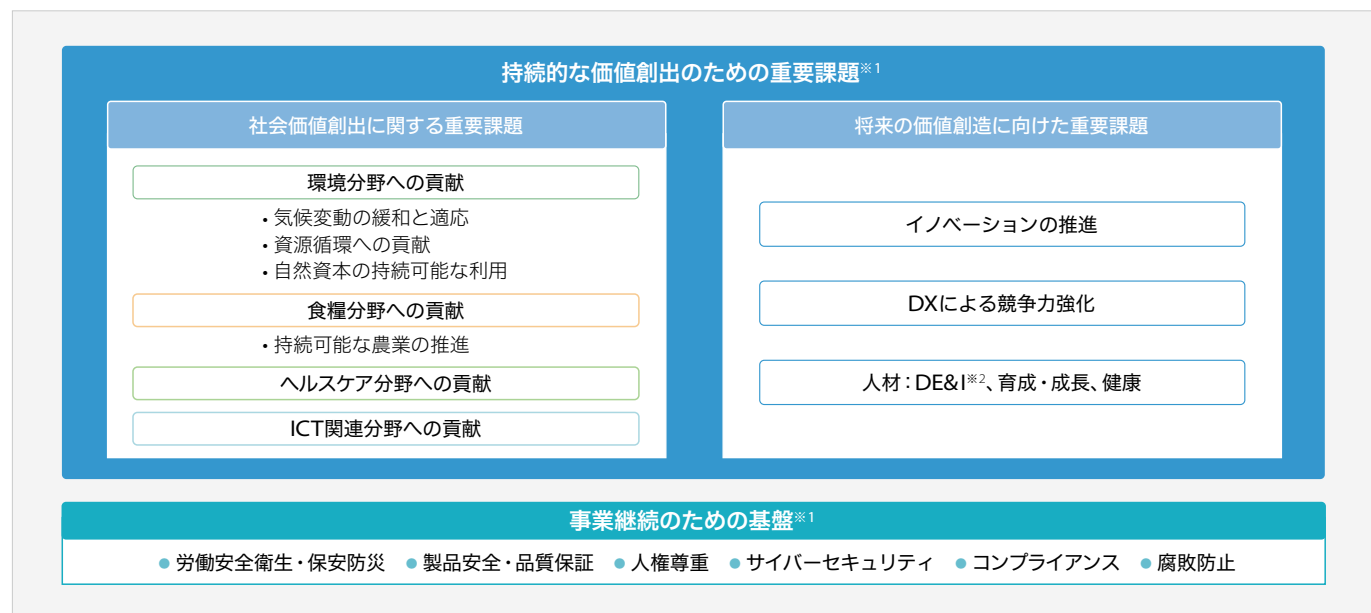 持続的な価値創出のための重要課題※1
社会価値創出に関する重要課題
環境分野への貢献
・気候変動の緩和と適応
・資源循環への貢献
・自然資本の持続可能な利用
食糧分野への貢献
・持続可能な農業の推進
ヘルスケア分野への貢献
ICT関連分野への貢献
将来の価値創造に向けた重要課題
イノベーションの推進
DXによる競争力強化
人材：DE&I※2、育成・成長、健康
事業継続のための基盤※1
● 労働安全衛生・保安防災 ● 製品安全・品質保証 ● 人権尊重 ● サイバーセキュリティ ● コンプライアンス ● 腐敗防止